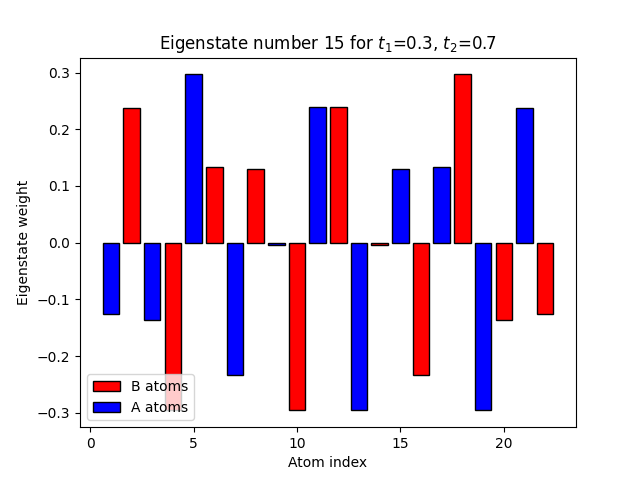 Eigenstate number 15 for t₁=0.3, t₂=0.7
Eigenstate weight
0.3
0.2
0.1
0.0
−0.1
−0.2
−0.3
B atoms
A atoms
0 5 10 15 20
Atom index